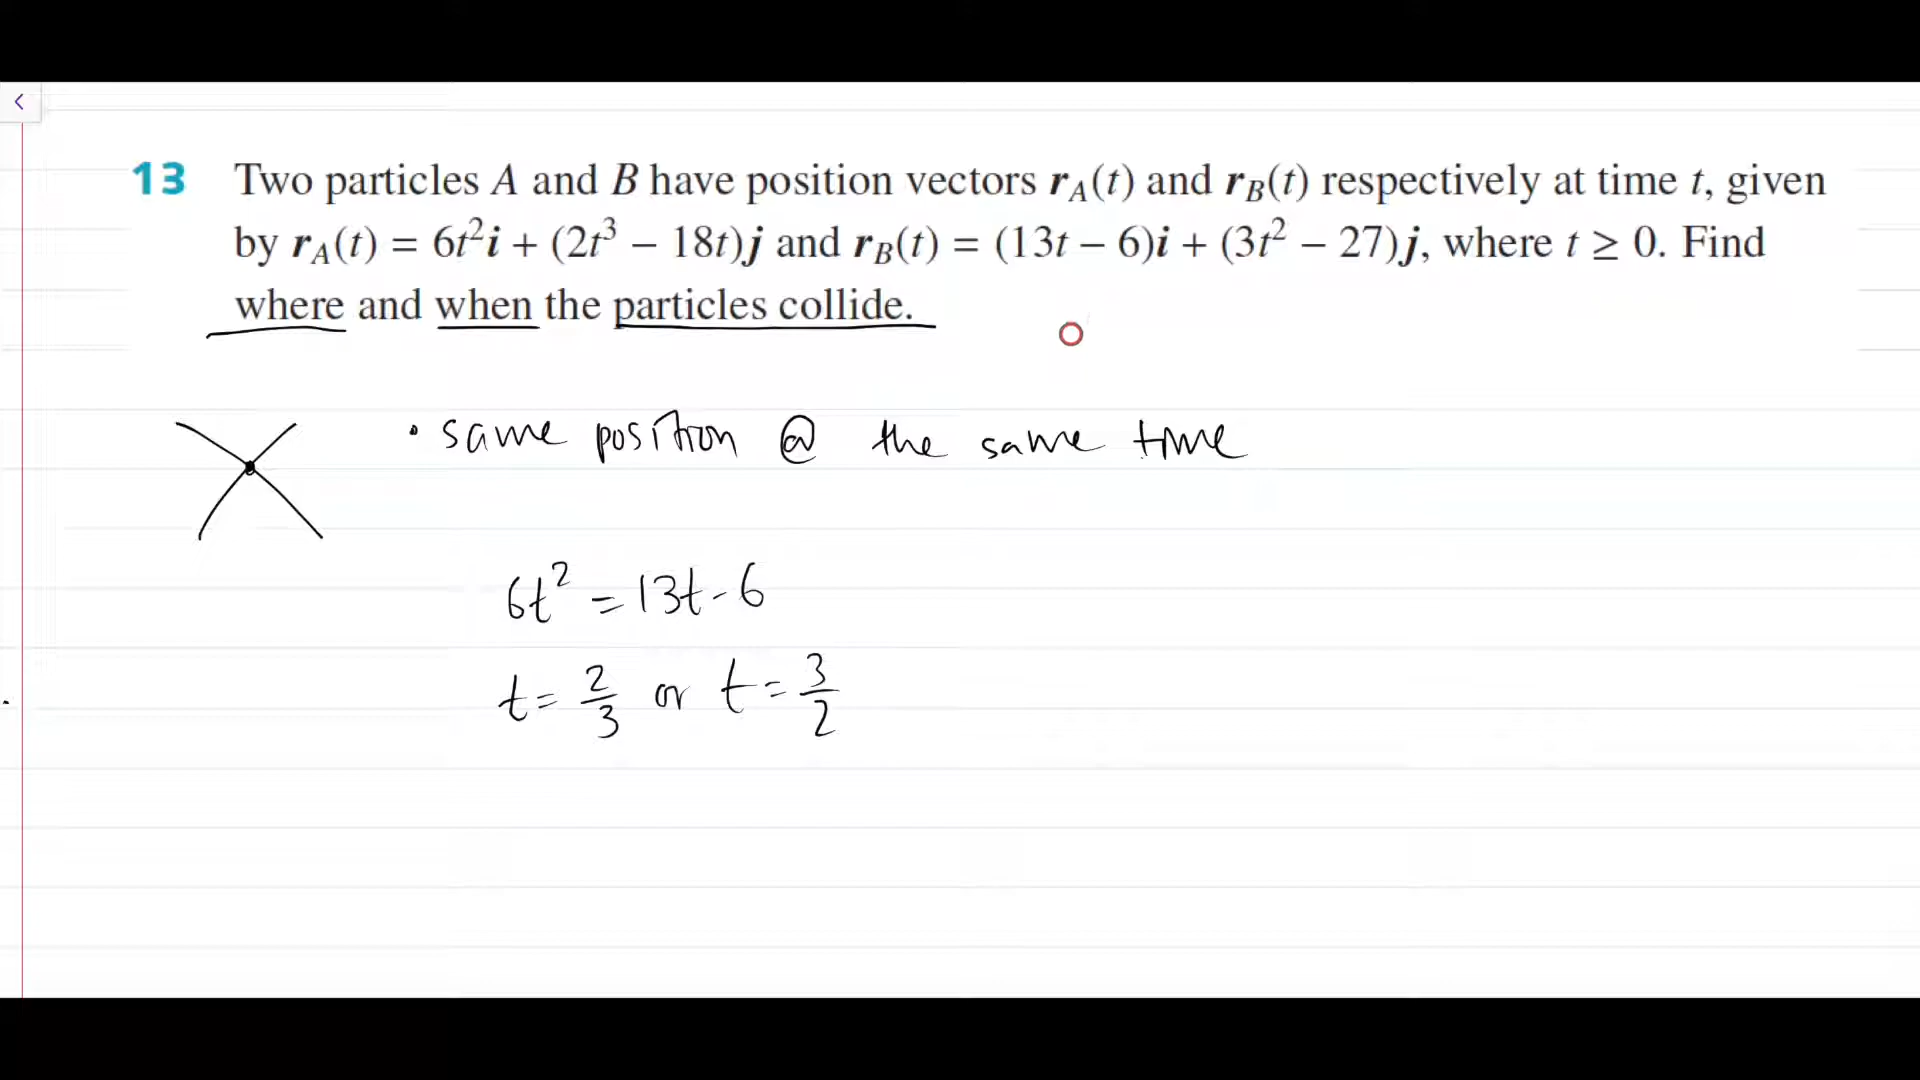 13 Two particles A and B have position vectors r_A(t) and r_B(t) respectively at time t, given
by r_A(t) = 6t²i + (2t³ – 18t)j and r_B(t) = (13t – 6)i + (3t² – 27)j, where t ≥ 0. Find
where and when the particles collide.
• same position @ the same time
6t² = 13t - 6
t = 2/3 or t = 3/2